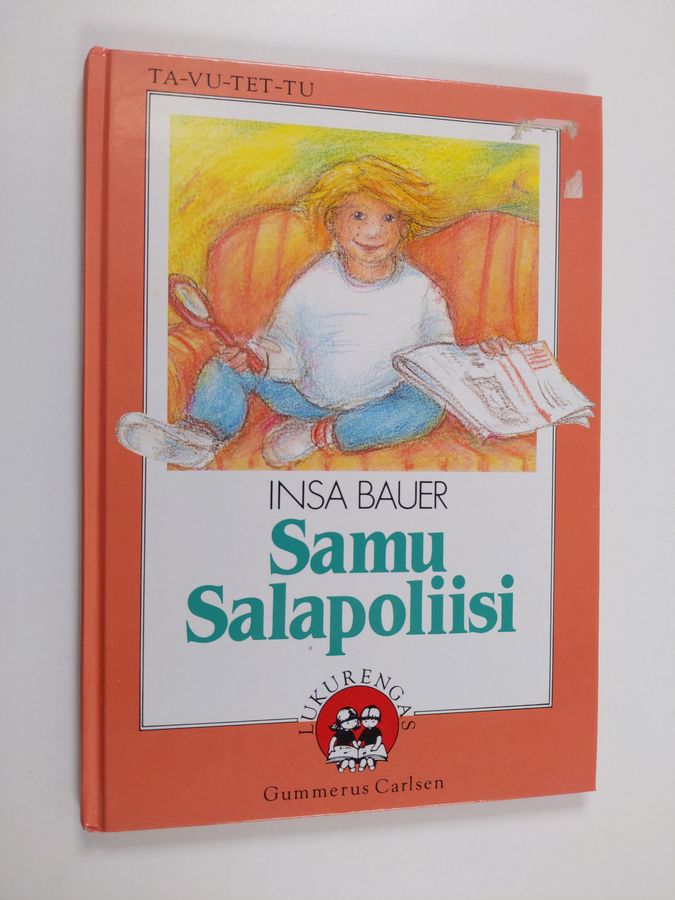 TA-VU-TET-TU
INSA BAUER
Samu
Salapoliisi
LUKURENGAS
Gummerus Carlsen